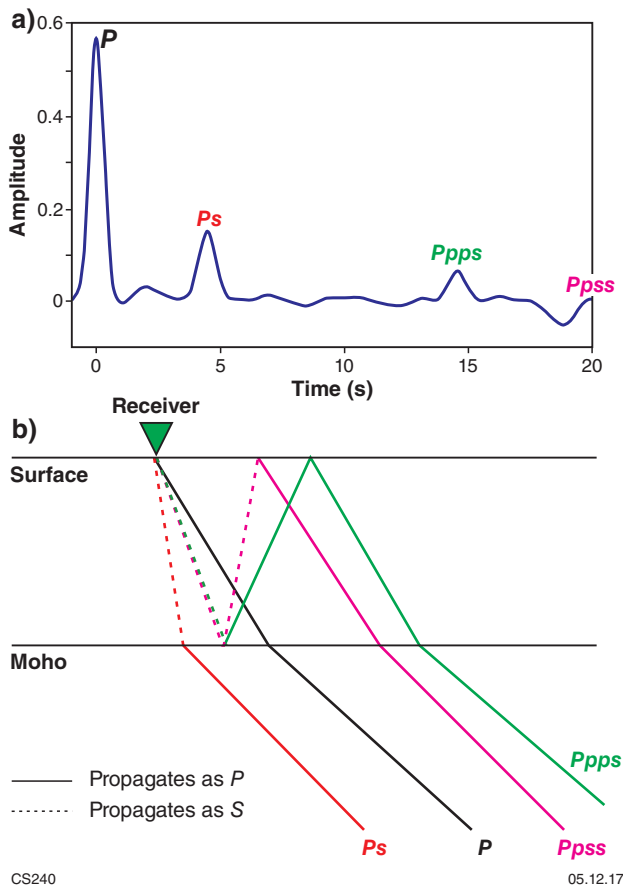 a)
0.6
P
0.4
Amplitude
0.2
Ps
Ppps
Ppss
0
0
5
10
15
20
Time (s)
Receiver
b)
Surface
Moho
Ppps
Propagates as P
Propagates as S
Ps
P
Ppss
CS240
05.12.17